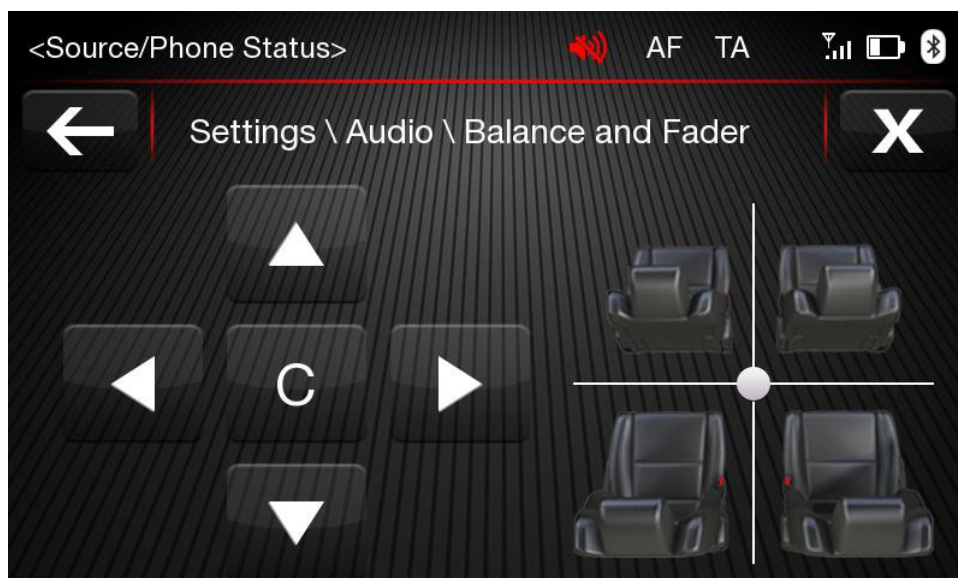 <Source/Phone Status> AF TA
Settings \ Audio \ Balance and Fader X
C